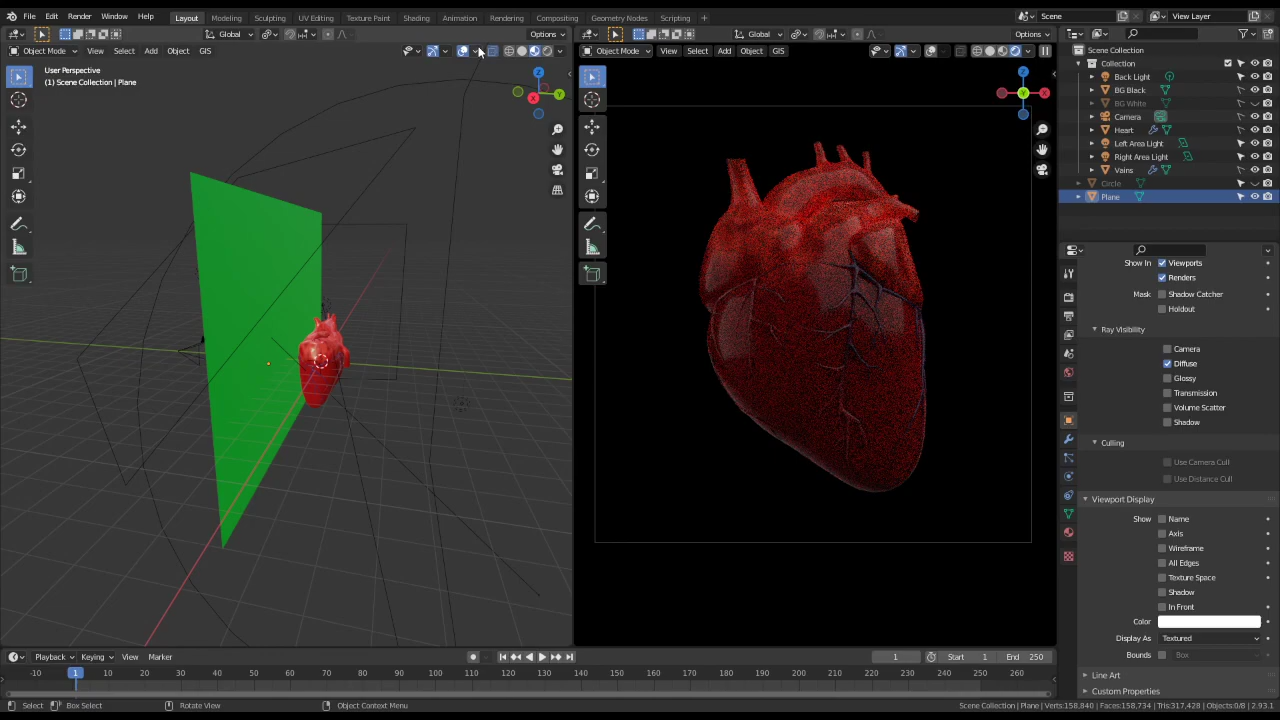 File Edit Render Window Help Layout Modeling Sculpting UV Editing Texture Paint Shading Animation Rendering Compositing Geometry Nodes Scripting + Scene View Layer
Global Options Global Options
Object Mode View Select Add Object GIS Object Mode View Select Add Object GIS Scene Collection
Collection
User Perspective
(1) Scene Collection | Plane
Z
Y
X
Z
X
Y
Back Light
BG Black
BG White
Camera
Heart
Left Area Light
Right Area Light
Vains
Circle
Plane
Show In Viewports
Renders
Mask Shadow Catcher
Holdout
Ray Visibility
Camera
Diffuse
Glossy
Transmission
Volume Scatter
Shadow
Culling
Use Camera Cull
Use Distance Cull
Viewport Display
Show Name
Axis
Wireframe
All Edges
Texture Space
Shadow
In Front
Color
Display As Textured
Bounds Box
Line Art
Custom Properties
Playback Keying View Marker 1 Start 1 End 250
-10 1 10 20 30 40 50 60 70 80 90 100 110 120 130 140 150 160 170 180 190 200 210 220 230 240 250 260
Select Box Select Rotate View Object Context Menu Scene Collection | Plane | Verts:158,840 | Faces:158,734 | Tris:317,428 | Objects:0/8 | 2.93.1